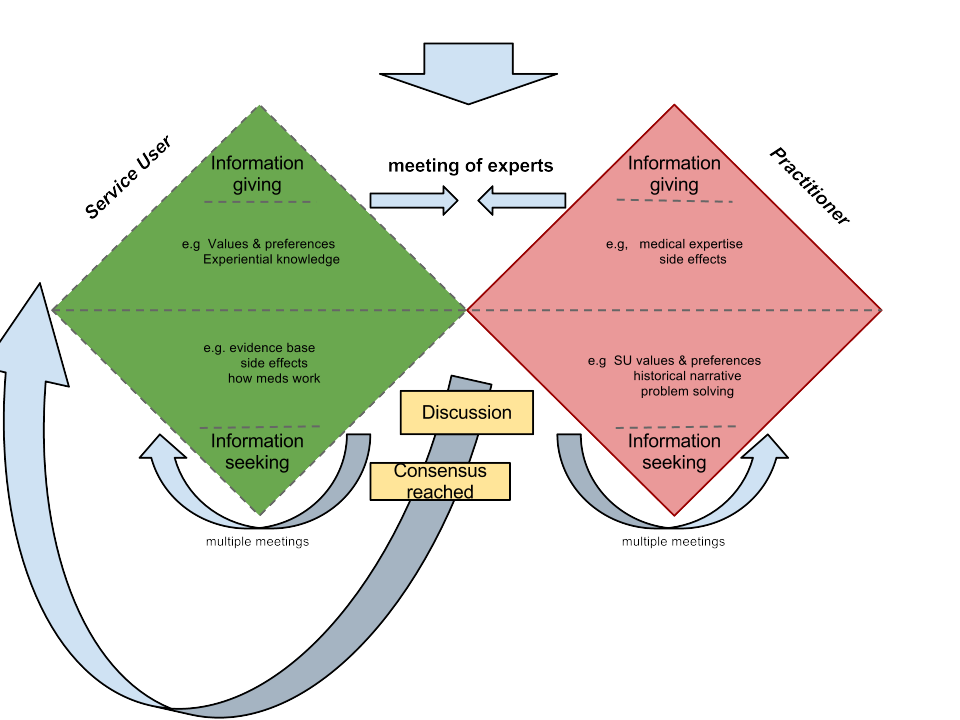 Service User
meeting of experts
Practitioner
Information
giving
e.g  Values & preferences
Experiential knowledge
e.g. evidence base
side effects
how meds work
Information
seeking
multiple meetings
Information
giving
e.g,   medical expertise
side effects
e.g  SU values & preferences
historical narrative
problem solving
Information
seeking
multiple meetings
Discussion
Consensus
reached